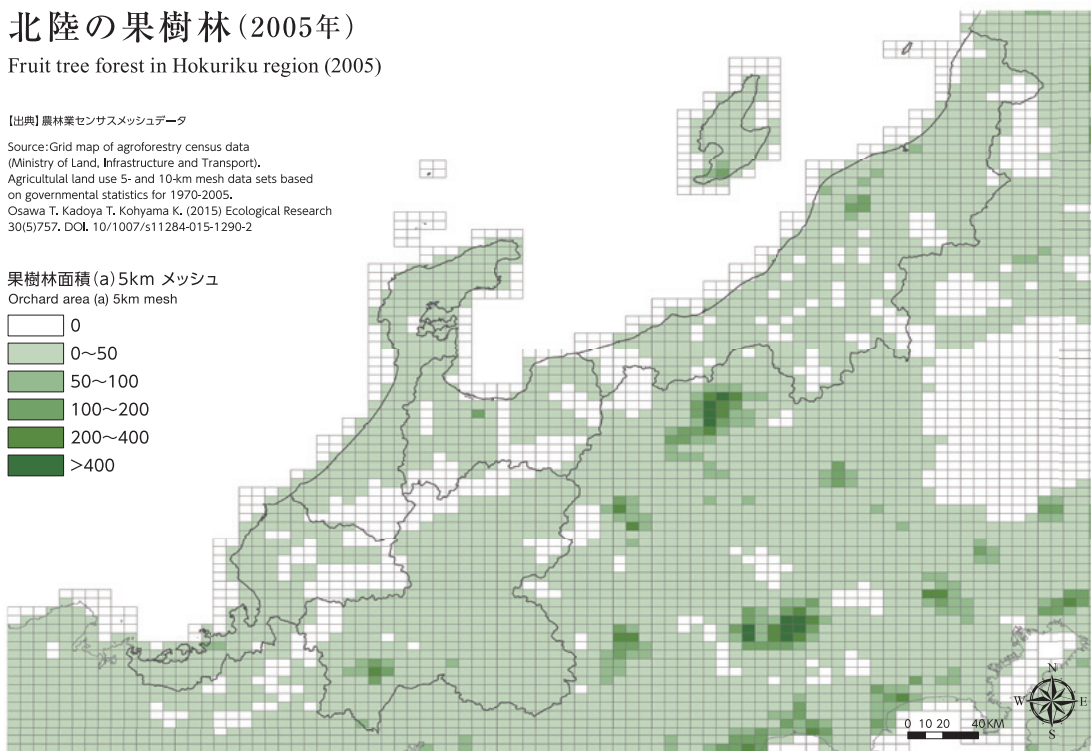 北陸の果樹林(2005年)
Fruit tree forest in Hokuriku region (2005)
【出典】農林業センサスメッシュデータ
Source:Grid map of agroforestry census data
(Ministry of Land, Infrastructure and Transport).
Agricultulal land use 5- and 10-km mesh data sets based
on governmental statistics for 1970-2005.
Osawa T. Kadoya T. Kohyama K. (2015) Ecological Research
30(5)757. DOI. 10/1007/s11284-015-1290-2
果樹林面積(a)5km メッシュ
Orchard area (a) 5km mesh
0
0～50
50～100
100～200
200～400
>400
N
W E
S
0 10 20 40KM